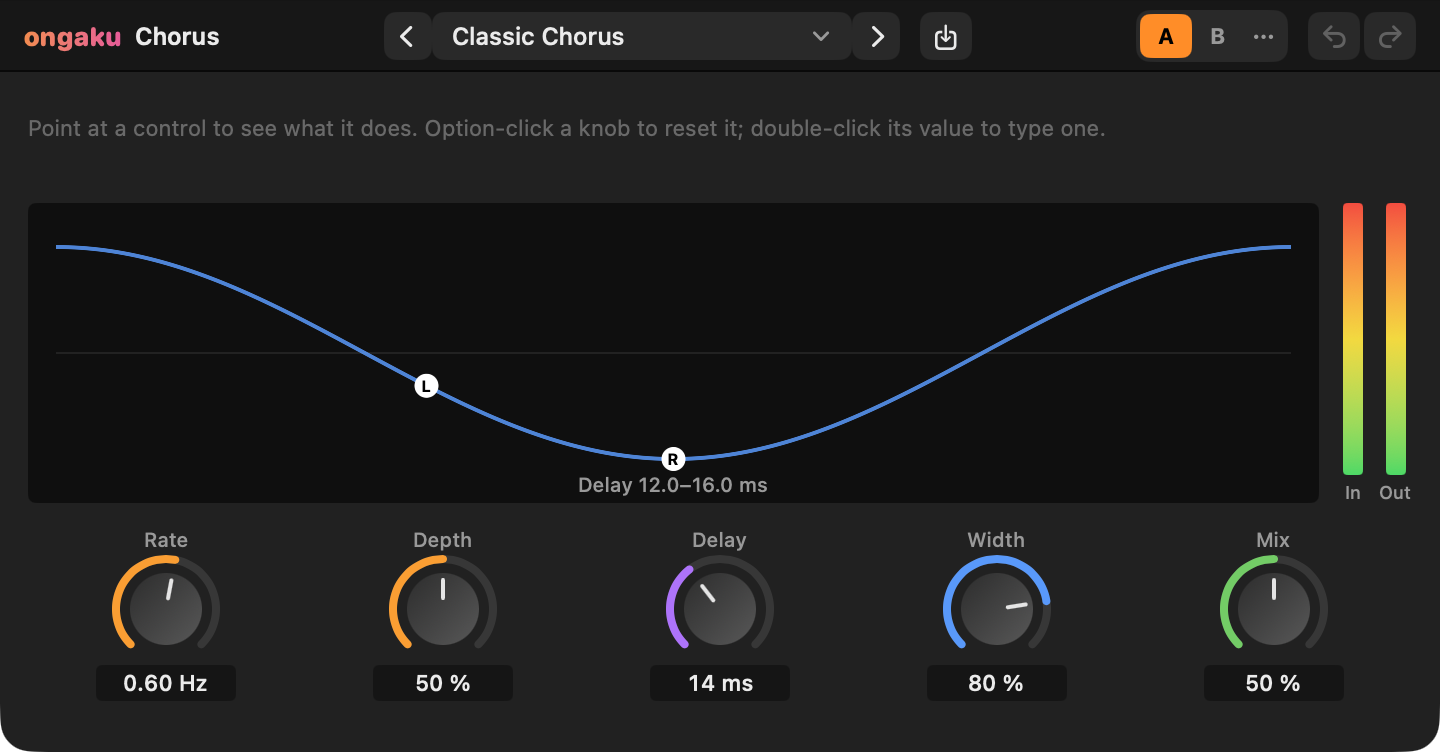 ongaku Chorus
Classic Chorus
A B ···
Point at a control to see what it does. Option-click a knob to reset it; double-click its value to type one.
L
R
Delay 12.0–16.0 ms
In Out
Rate Depth Delay Width Mix
0.60 Hz 50 % 14 ms 80 % 50 %